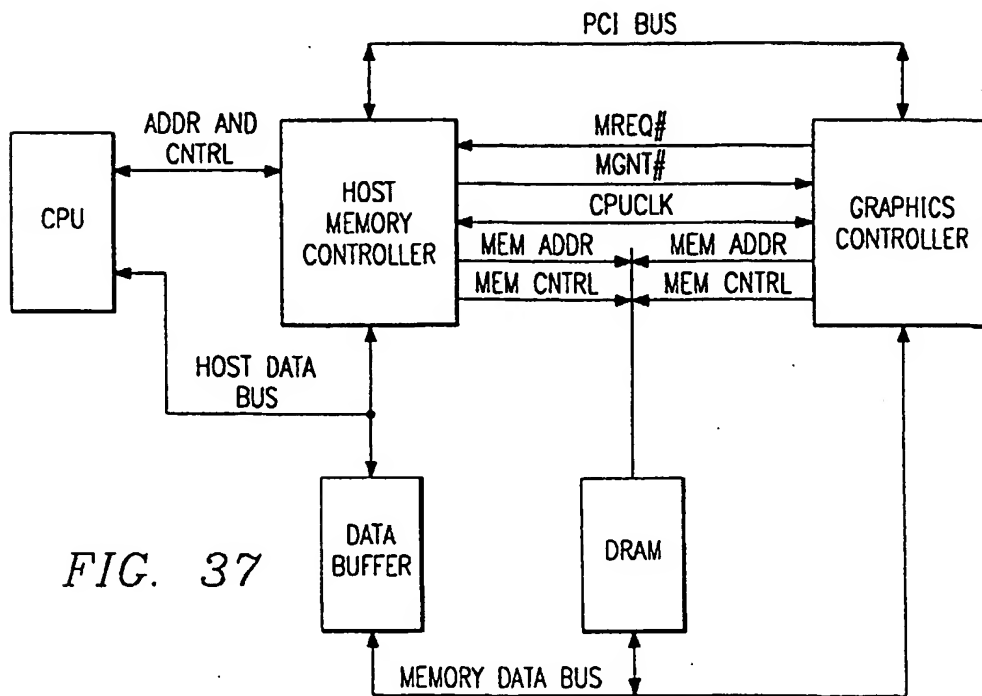 PCI BUS
ADDR AND
CNTRL
CPU
HOST
MEMORY
CONTROLLER
MREQ#
MGNT#
CPUCLK
MEM ADDR
MEM ADDR
MEM CNTRL
MEM CNTRL
GRAPHICS
CONTROLLER
HOST DATA
BUS
DATA
BUFFER
DRAM
FIG. 37
MEMORY DATA BUS